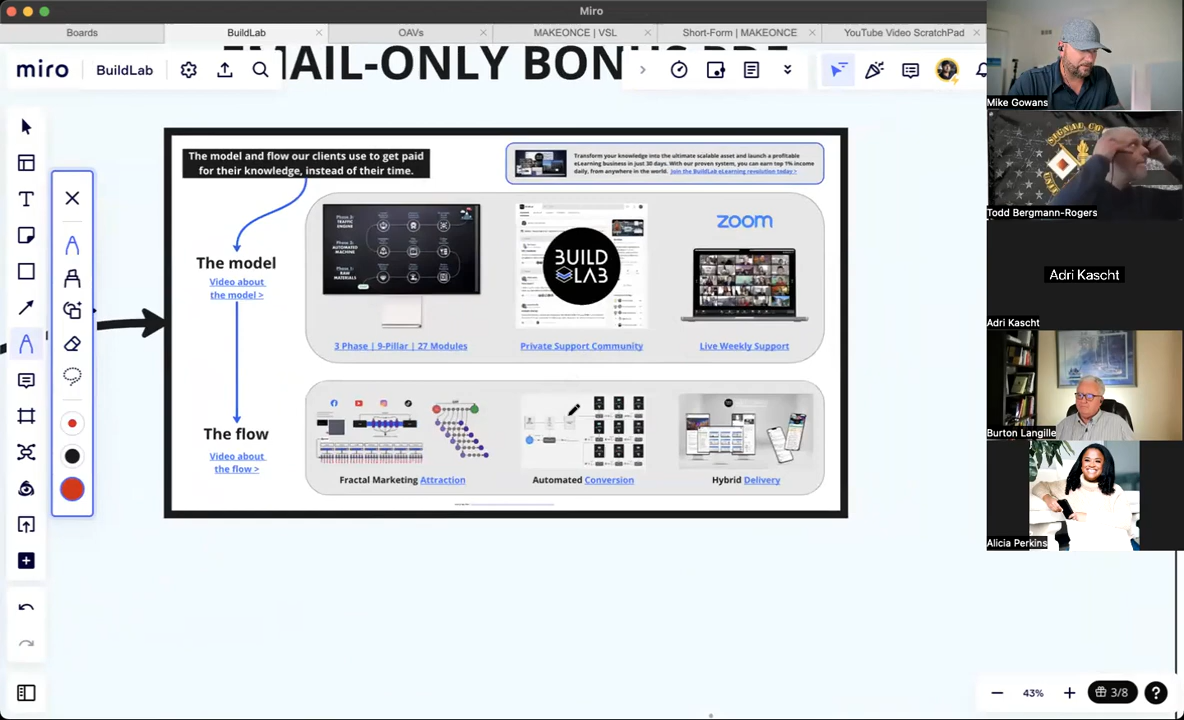 Miro
Boards
BuildLab
OAVs
MAKEONCE | VSL
Short-Form | MAKEONCE
YouTube Video ScratchPad
EMAIL-ONLY BONUS PDF
miro
BuildLab
The model and flow our clients use to get paid
for their knowledge, instead of their time.
Transform your knowledge into the ultimate scalable asset and launch a profitable
eLearning business in just 30 days. With our proven system, you can earn top 1% income
daily, from anywhere in the world. Join the BuildLab eLearning revolution today >
The model
Video about
the model >
BUILD
LAB
zoom
3 Phase | 9-Pillar | 27 Modules
Private Support Community
Live Weekly Support
The flow
Video about
the flow >
Fractal Marketing Attraction
Automated Conversion
Hybrid Delivery
43%
3/8
Mike Gowans
SIGNAL CO
Todd Bergmann-Rogers
Adri Kascht
Adri Kascht
Burton Langille
Alicia Perkins